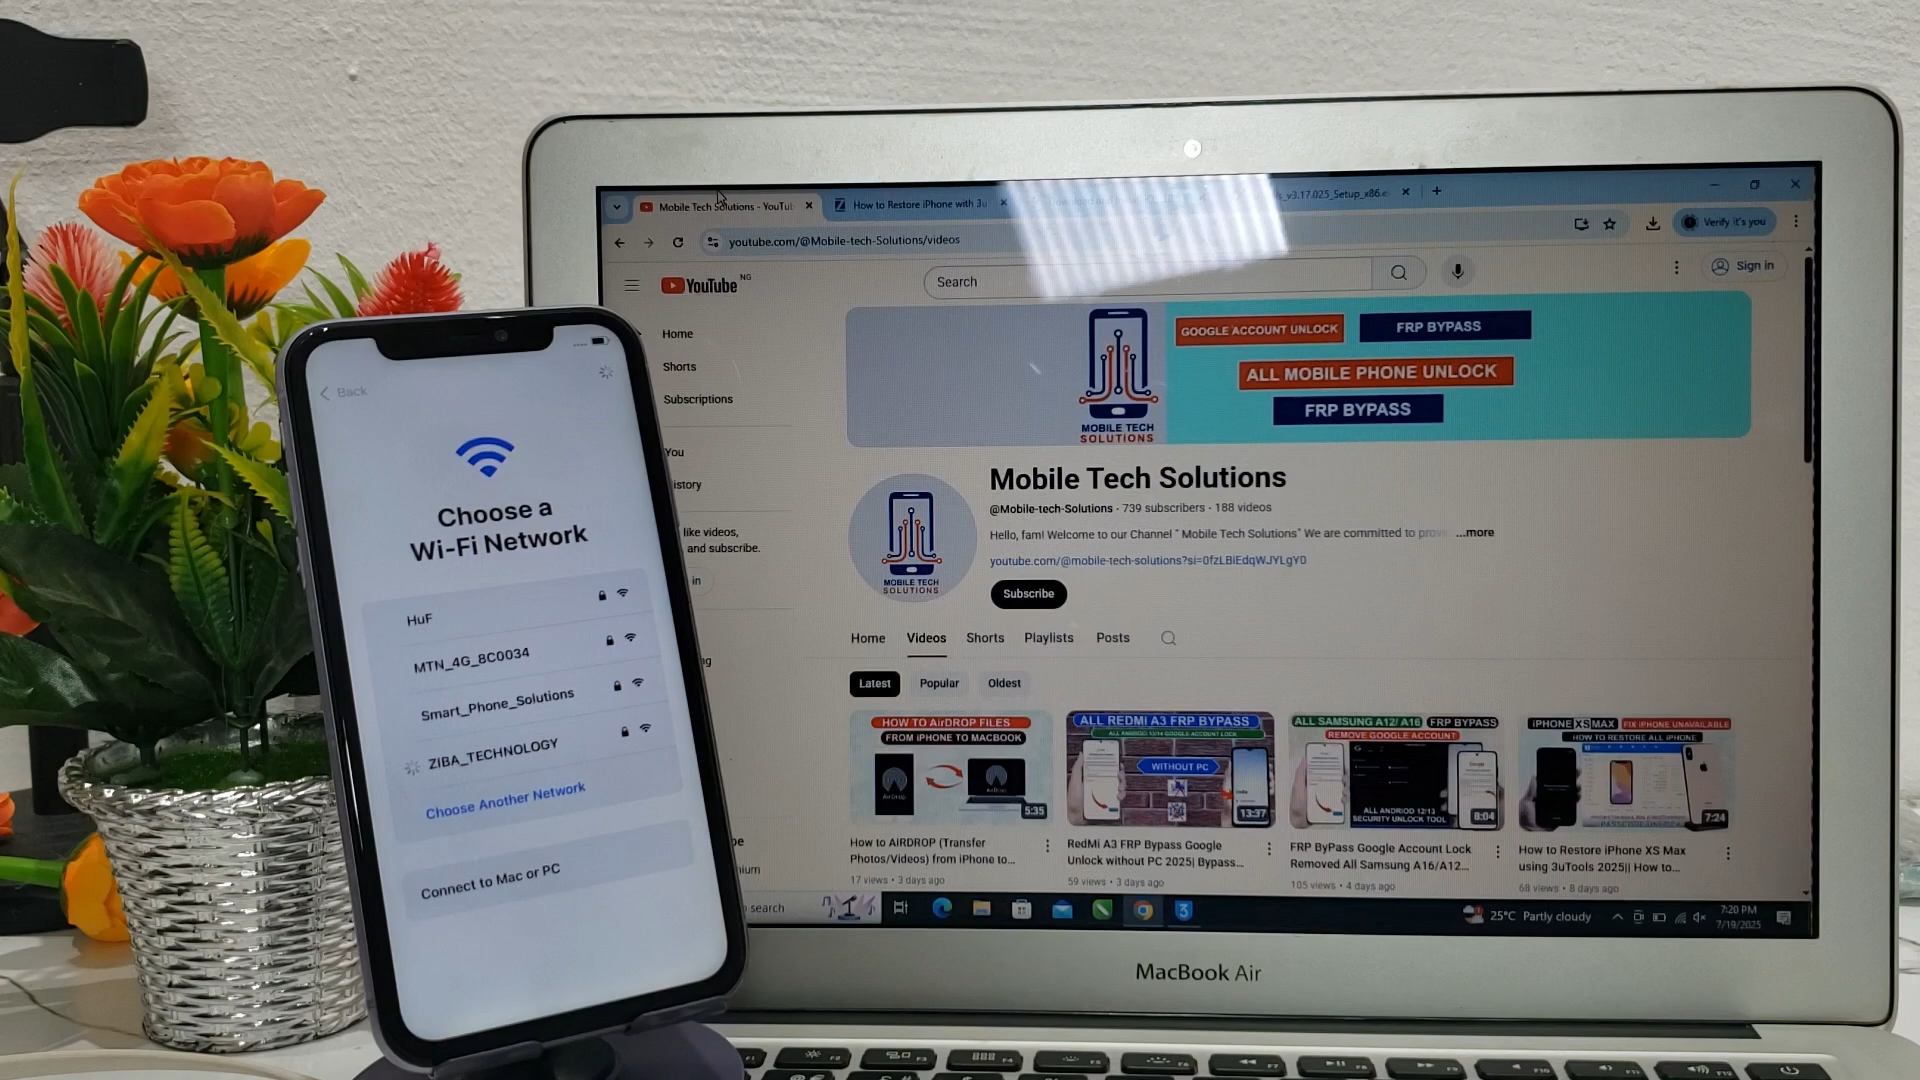 Back
Choose a
Wi-Fi Network
HuF
MTN_4G_8C0034
Smart_Phone_Solutions
ZIBA_TECHNOLOGY
Choose Another Network
Connect to Mac or PC
Mobile Tech Solutions - YouTub
How to Restore iPhone with 3u
_v3.17.025_Setup_x86.e
youtube.com/@Mobile-tech-Solutions/videos
Verify it's you
YouTube NG
Search
Sign in
Home
Shorts
Subscriptions
You
istory
like videos,
and subscribe.
in
MOBILE TECH
SOLUTIONS
GOOGLE ACCOUNT UNLOCK
FRP BYPASS
ALL MOBILE PHONE UNLOCK
FRP BYPASS
MOBILE TECH
SOLUTIONS
Mobile Tech Solutions
@Mobile-tech-Solutions · 739 subscribers · 188 videos
Hello, fam! Welcome to our Channel " Mobile Tech Solutions" We are committed to provi ...more
youtube.com/@mobile-tech-solutions?si=0fzLBiEdqWJYLgY0
Subscribe
Home Videos Shorts Playlists Posts
Latest Popular Oldest
HOW TO AirDROP FILES
FROM iPHONE TO MACBOOK
AirDrop
AirDrop
5:35
How to AIRDROP (Transfer
Photos/Videos) from iPhone to...
17 views • 3 days ago
ALL REDMI A3 FRP BYPASS
ALL ANDROID 13/14 GOOGLE ACCOUNT LOCK
WITHOUT PC
13:37
RedMi A3 FRP Bypass Google
Unlock without PC 2025|| Bypass...
59 views • 3 days ago
ALL SAMSUNG A12/ A16 FRP BYPASS
REMOVE GOOGLE ACCOUNT
ALL ANDRIOD 12/13
SECURITY UNLOCK TOOL
8:04
FRP ByPass Google Account Lock
Removed All Samsung A16/A12...
105 views • 4 days ago
iPHONE XS MAX FIX IPHONE UNAVAILABLE
HOW TO RESTORE ALL IPHONE
7:24
How to Restore iPhone XS Max
using 3uTools 2025|| How to...
68 views • 8 days ago
search
25°C Partly cloudy
7:20 PM
7/19/2025
MacBook Air